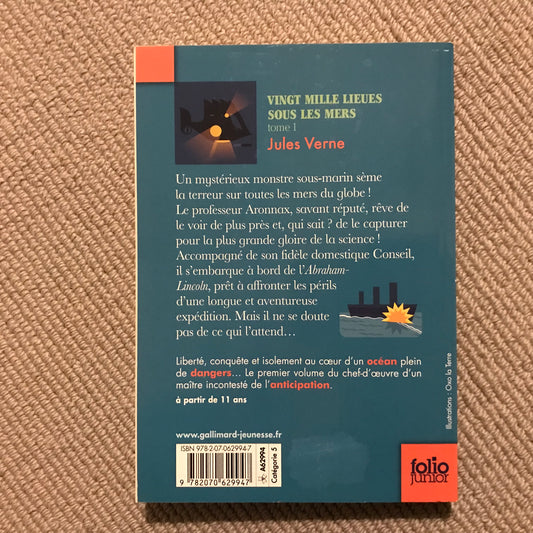 VINGT MILLE LIEUES
SOUS LES MERS
tome 1
Jules Verne
Un mystérieux monstre sous-marin sème
la terreur sur toutes les mers du globe !
Le professeur Aronnax, savant réputé, rêve de
le voir de plus près et, qui sait ? de le capturer
pour la plus grande gloire de la science !
Accompagné de son fidèle domestique Conseil,
il s'embarque à bord de l'Abraham-
Lincoln, prêt à affronter les périls
d'une longue et aventureuse
expédition. Mais il ne se doute
pas de ce qui l'attend…
Liberté, conquête et isolement au cœur d'un océan plein
de dangers… Le premier volume du chef-d'œuvre d'un
maître incontesté de l'anticipation.
à partir de 11 ans
Illustrations : Oxo la Terre
www.gallimard-jeunesse.fr
ISBN 978-2-07-062994-7
9 782070 629947
A62994
Catégorie 5
folio
junior